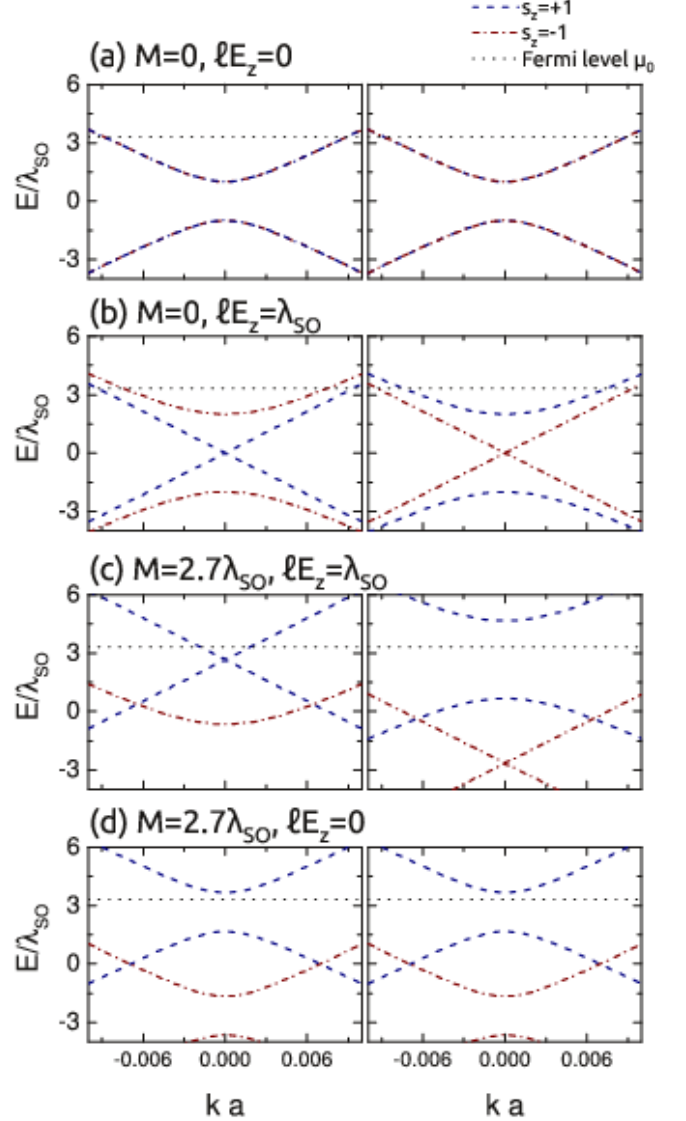 s_z=+1
s_z=-1
Fermi level μ₀
(a) M=0, ℓE_z=0
6
3
0
-3
E/λ_SO
(b) M=0, ℓE_z=λ_SO
6
3
0
-3
E/λ_SO
(c) M=2.7λ_SO, ℓE_z=λ_SO
6
3
0
-3
E/λ_SO
(d) M=2.7λ_SO, ℓE_z=0
6
3
0
-3
E/λ_SO
-0.006 0.000 0.006 -0.006 0.000 0.006
k a k a